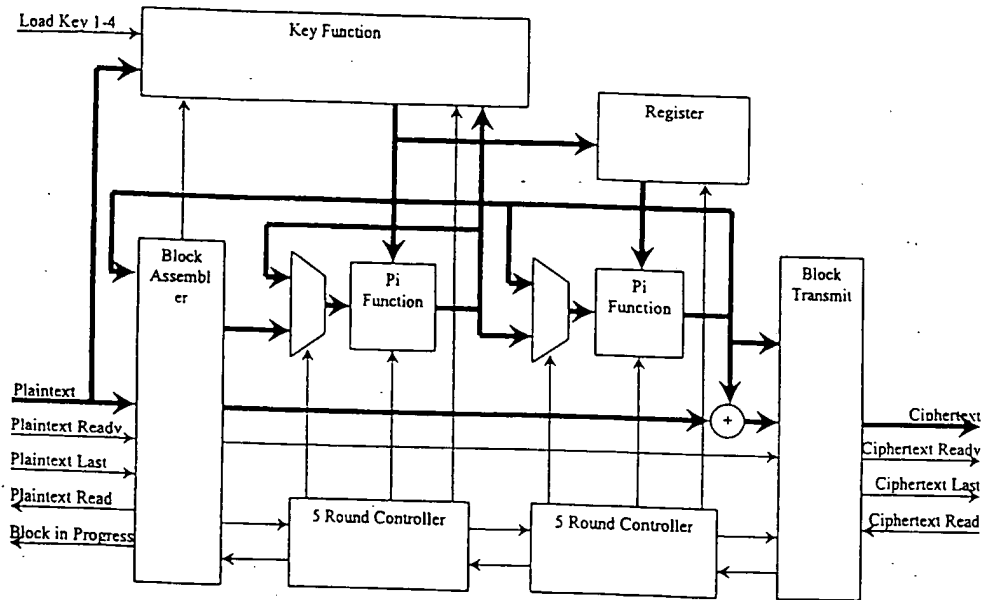 Load Key 1-4
Key Function
Register
Block
Assembl
er
Pi
Function
Pi
Function
Block
Transmit
Plaintext
Plaintext Ready
Plaintext Last
Plaintext Read
Block in Progress
+
Ciphertext
Ciphertext Ready
Ciphertext Last
Ciphertext Read
5 Round Controller
5 Round Controller